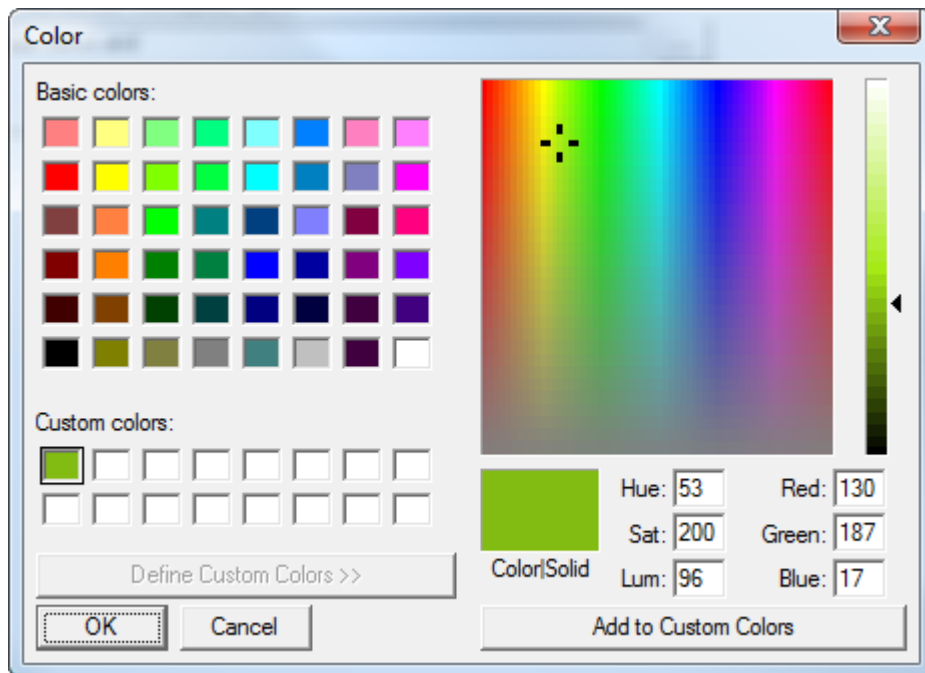 Color
Basic colors:
Custom colors:
Define Custom Colors >>
OK Cancel
Color|Solid
Hue: 53 Red: 130
Sat: 200 Green: 187
Lum: 96 Blue: 17
Add to Custom Colors